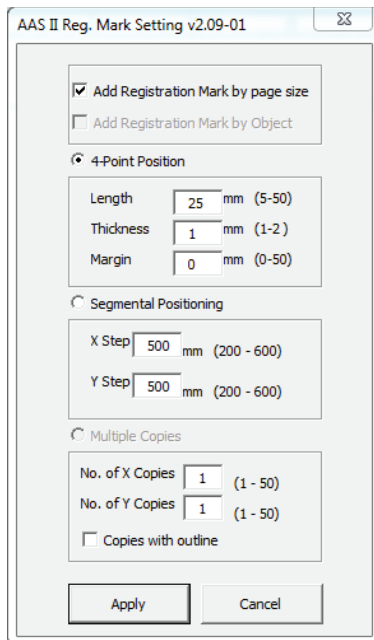 AAS II Reg. Mark Setting v2.09-01
Add Registration Mark by page size
Add Registration Mark by Object
4-Point Position
Length 25 mm (5-50)
Thickness 1 mm (1-2 )
Margin 0 mm (0-50)
Segmental Positioning
X Step 500 mm (200 - 600)
Y Step 500 mm (200 - 600)
Multiple Copies
No. of X Copies 1 (1 - 50)
No. of Y Copies 1 (1 - 50)
Copies with outline
Apply Cancel